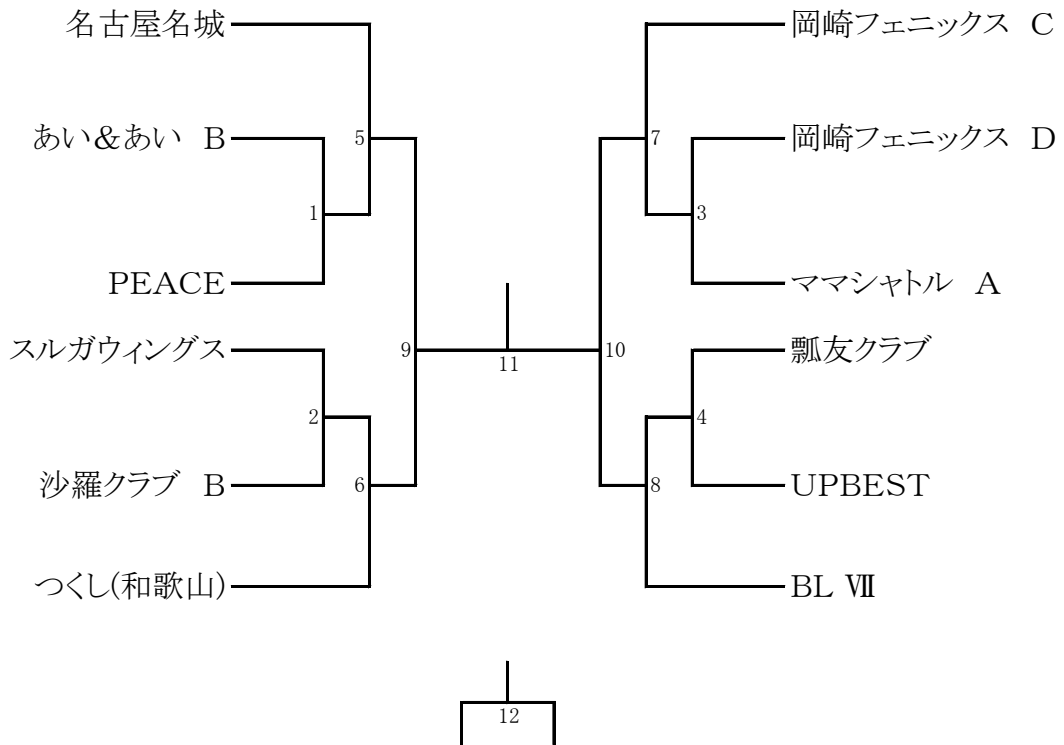 名古屋名城
あい&あい B
PEACE
スルガウィングス
沙羅クラブ B
つくし(和歌山)
5
1
9
2
6
11
岡崎フェニックス C
岡崎フェニックス D
ママシャトル A
瓢友クラブ
UPBEST
BL Ⅶ
7
3
10
4
8
12